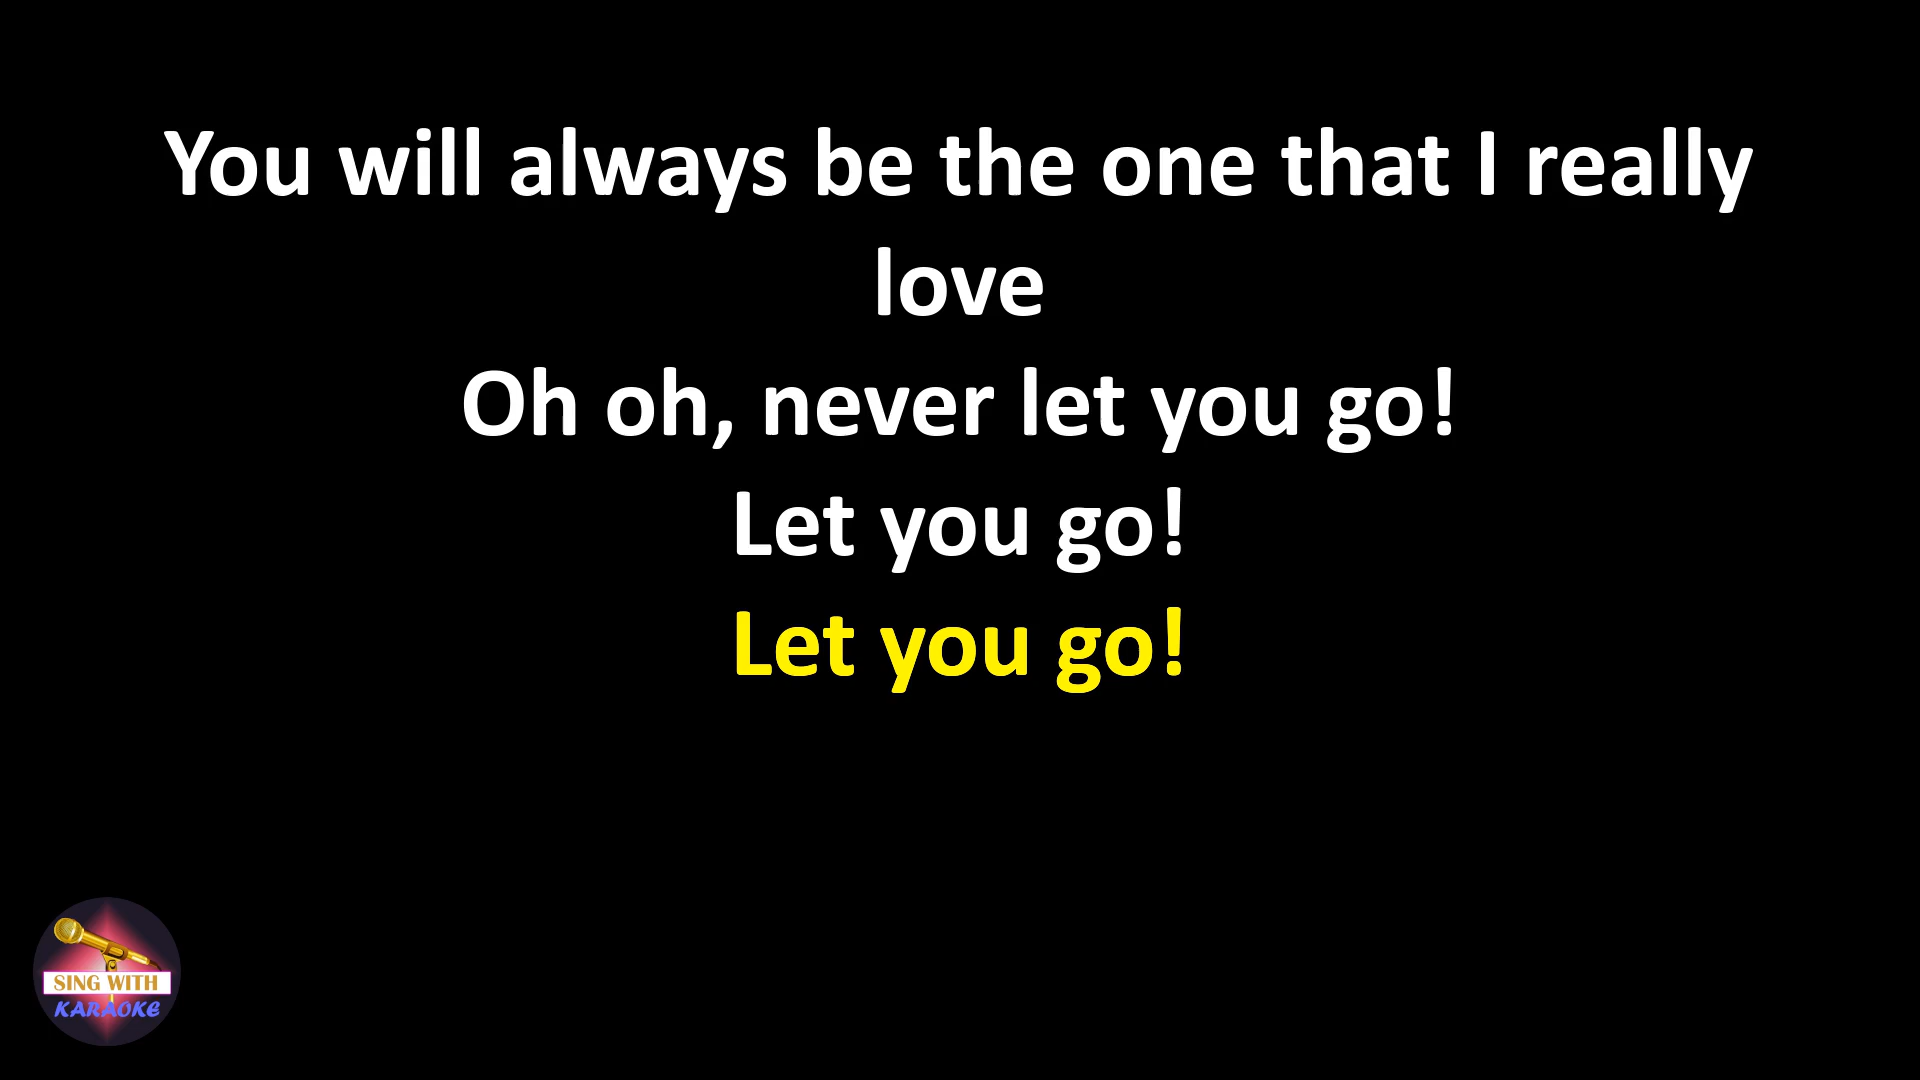 You will always be the one that I really
love
Oh oh, never let you go!
Let you go!
Let you go!
SING WITH
KARAOKE